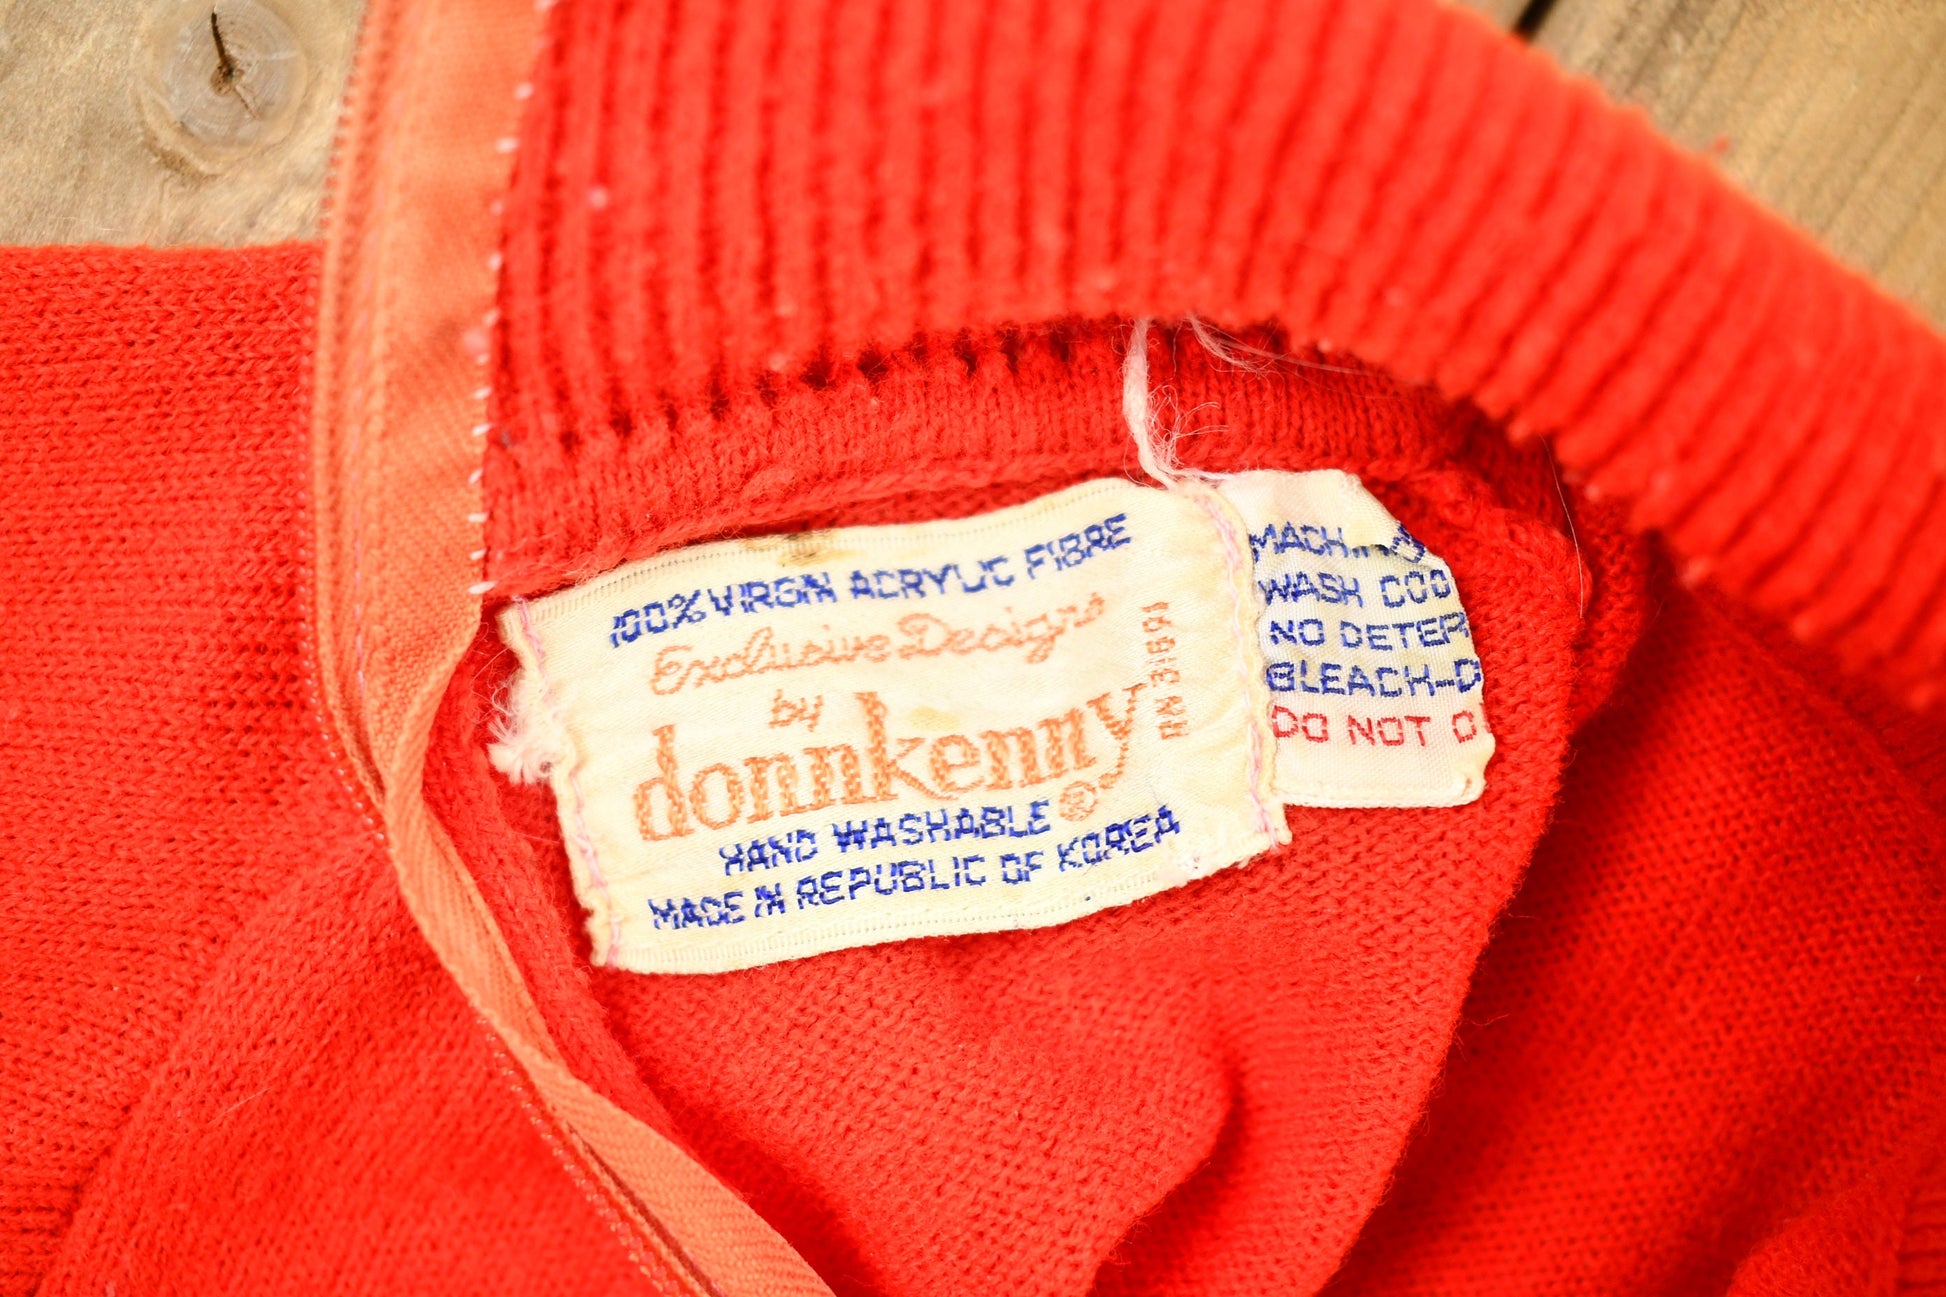 100% VIRGIN ACRYLIC FIBRE
Exclusive Designs
by
donnkenny®
HAND WASHABLE
MADE IN REPUBLIC OF KOREA
RN 31691
WASH COO
NO DETER
BLEACH-D
DO NOT